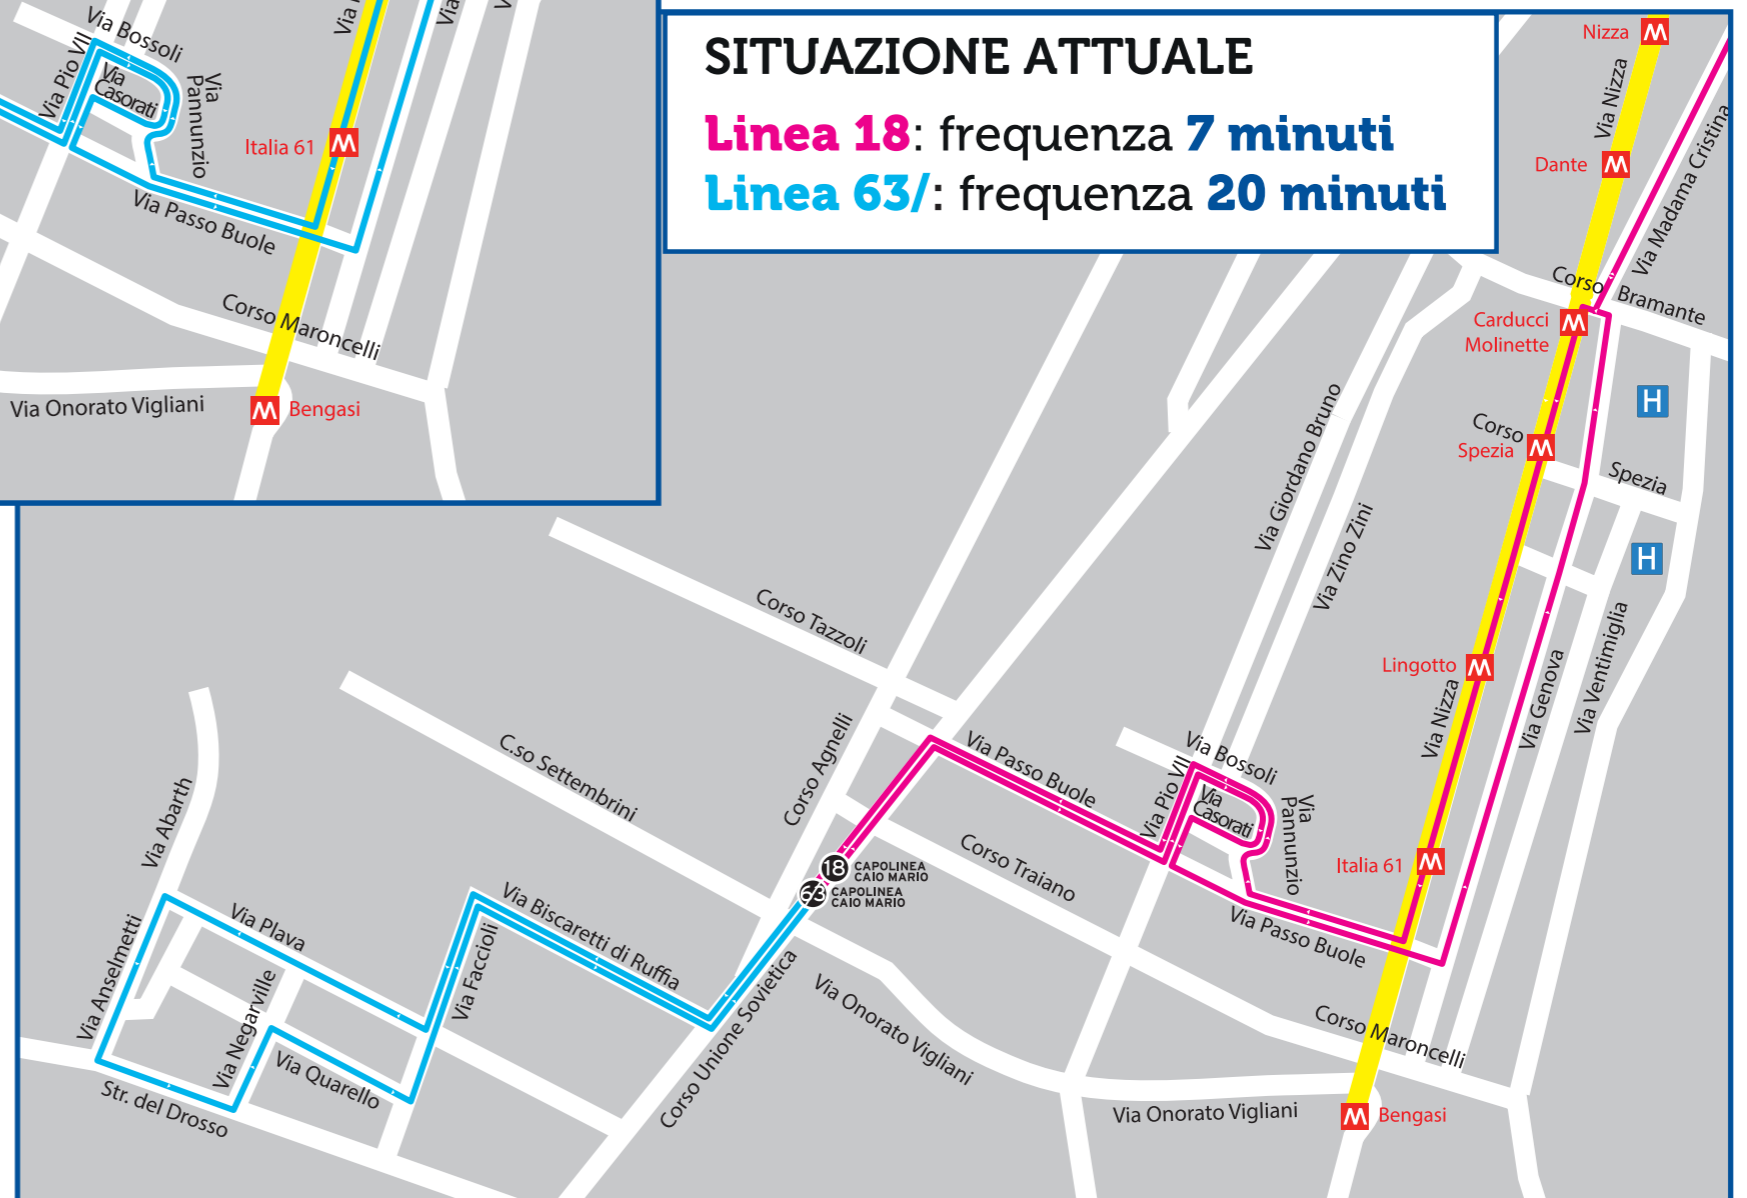 Via Bossoli
Via Pio VII
Via
Casorati
Via
Pannunzio
Italia 61
Via Passo Buole
Corso Maroncelli
Via Onorato Vigliani
Bengasi
SITUAZIONE ATTUALE
Linea 18: frequenza 7 minuti
Linea 63/: frequenza 20 minuti
Nizza
Via Nizza
Dante
Via Madama Cristina
Corso Bramante
Carducci
Molinette
H
Corso
Spezia
Spezia
H
Via Giordano Bruno
Via Zino Zini
Via Ventimiglia
Via Genova
Lingotto
Via Nizza
Corso Tazzoli
C.so Settembrini
Corso Agnelli
Via Passo Buole
Via Bossoli
Via Pio VII
Via
Casorati
Via
Pannunzio
Italia 61
Corso Traiano
18 CAPOLINEA
CAIO MARIO
63 CAPOLINEA
CAIO MARIO
Via Abarth
Via Plava
Via Biscaretti di Ruffia
Via Faccioli
Via Anselmetti
Via Negarville
Via Quarello
Str. del Drosso
Corso Unione Sovietica
Via Onorato Vigliani
Via Passo Buole
Corso Maroncelli
Via Onorato Vigliani
Bengasi